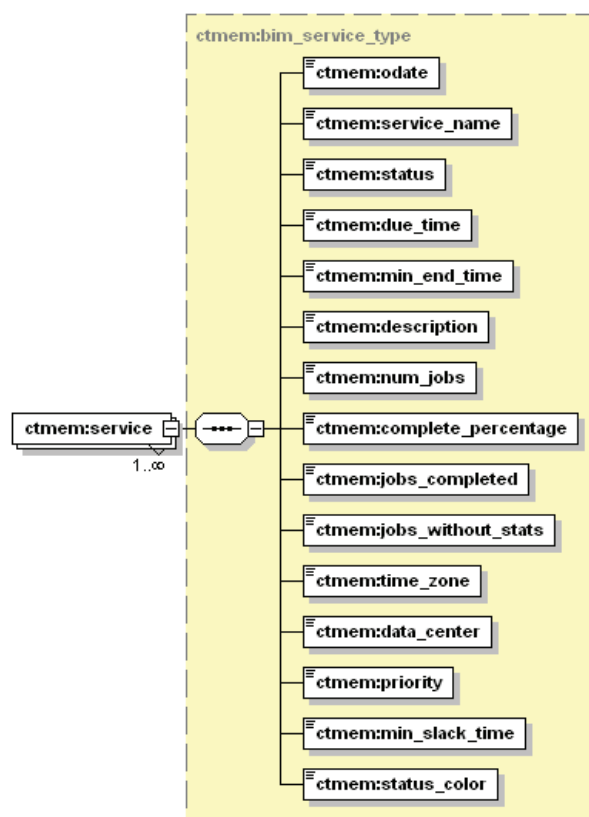 ctmem:bim_service_type
ctmem:odate
ctmem:service_name
ctmem:status
ctmem:due_time
ctmem:min_end_time
ctmem:description
ctmem:num_jobs
ctmem:service
ctmem:complete_percentage
1..∞
ctmem:jobs_completed
ctmem:jobs_without_stats
ctmem:time_zone
ctmem:data_center
ctmem:priority
ctmem:min_slack_time
ctmem:status_color